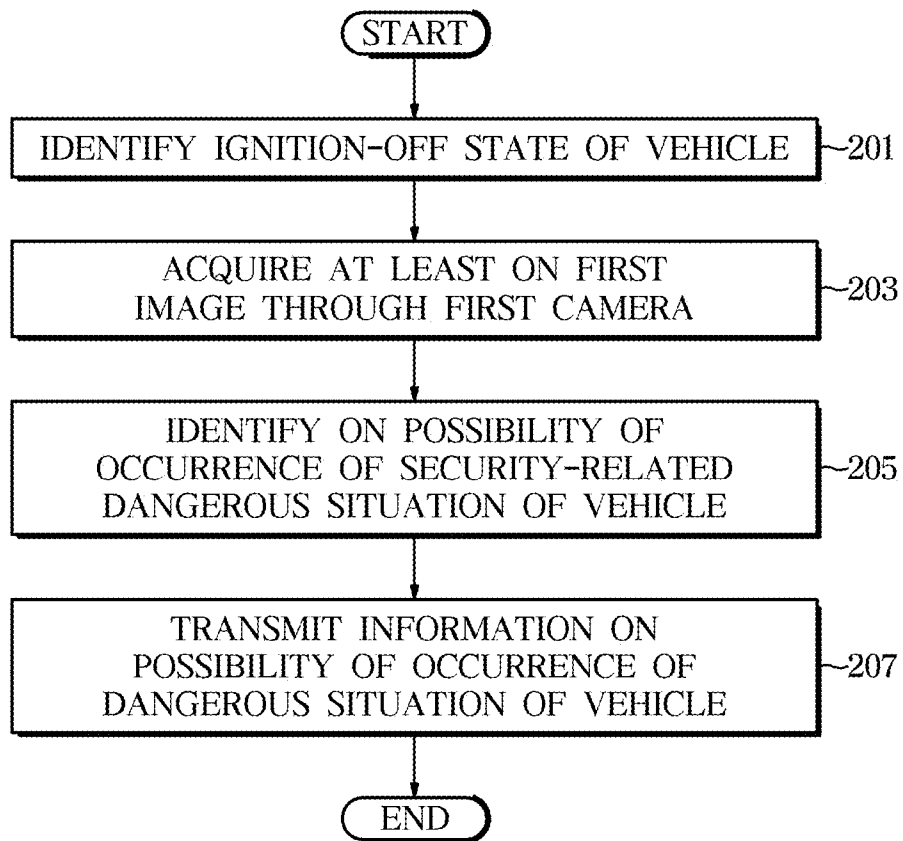 START
IDENTIFY IGNITION-OFF STATE OF VEHICLE
201
ACQUIRE AT LEAST ON FIRST
IMAGE THROUGH FIRST CAMERA
203
IDENTIFY ON POSSIBILITY OF
OCCURRENCE OF SECURITY-RELATED
DANGEROUS SITUATION OF VEHICLE
205
TRANSMIT INFORMATION ON
POSSIBILITY OF OCCURRENCE OF
DANGEROUS SITUATION OF VEHICLE
207
END